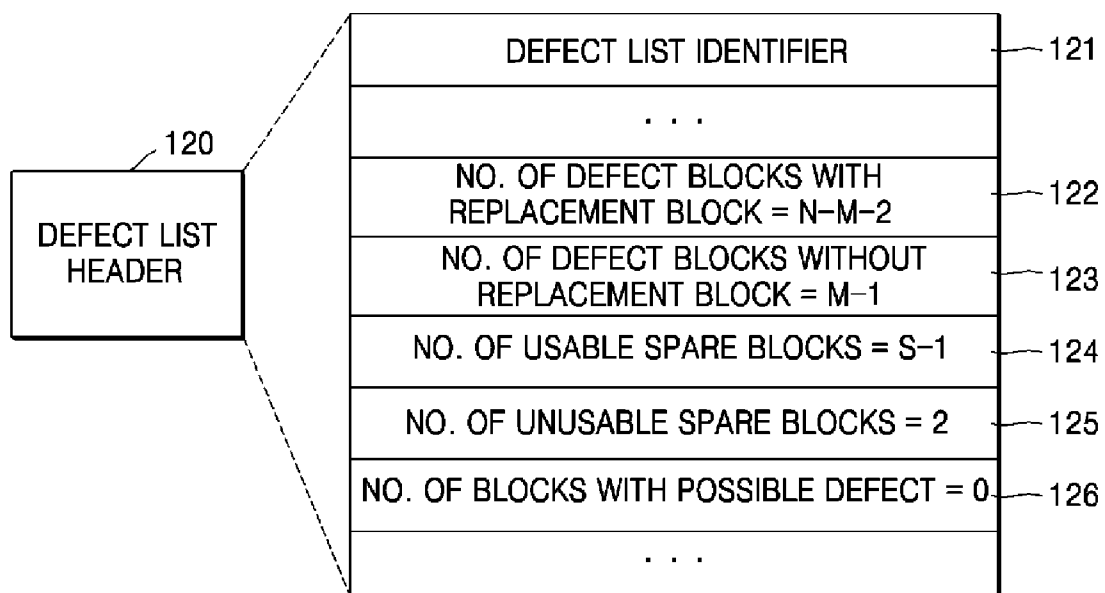 DEFECT LIST IDENTIFIER
121
. . .
120
NO. OF DEFECT BLOCKS WITH
REPLACEMENT BLOCK = N-M-2
122
DEFECT LIST
HEADER
NO. OF DEFECT BLOCKS WITHOUT
REPLACEMENT BLOCK = M-1
123
NO. OF USABLE SPARE BLOCKS = S-1
124
NO. OF UNUSABLE SPARE BLOCKS = 2
125
NO. OF BLOCKS WITH POSSIBLE DEFECT = 0
126
. . .